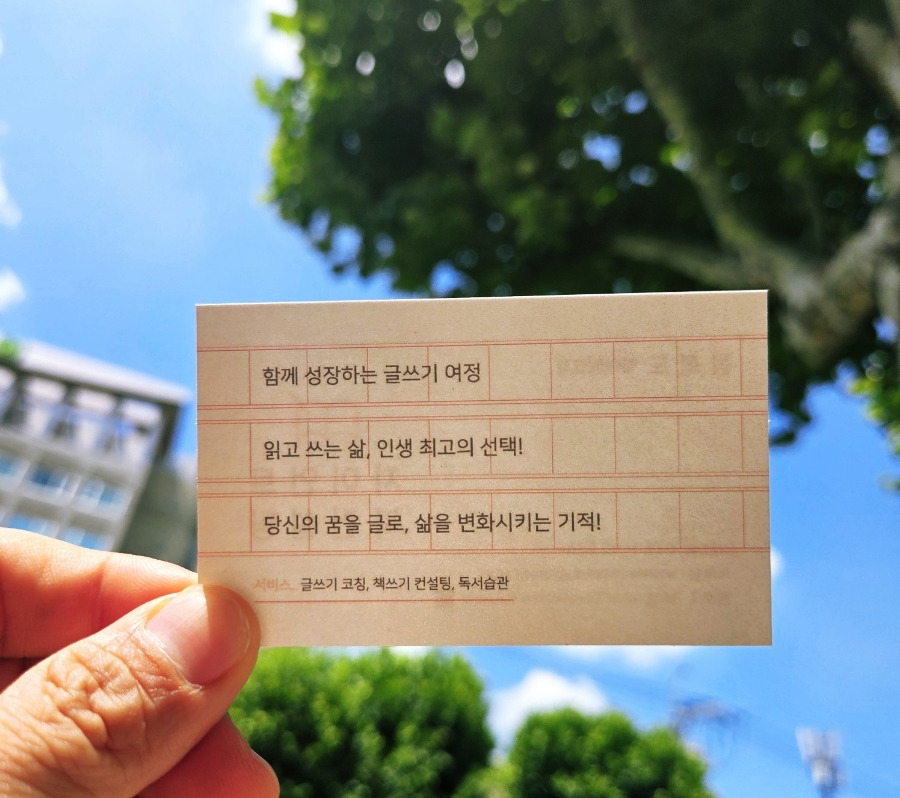 함께 성장하는 글쓰기 여정
읽고 쓰는 삶, 인생 최고의 선택!
당신의 꿈을 글로, 삶을 변화시키는 기적!
서비스 글쓰기 코칭, 책쓰기 컨설팅, 독서습관